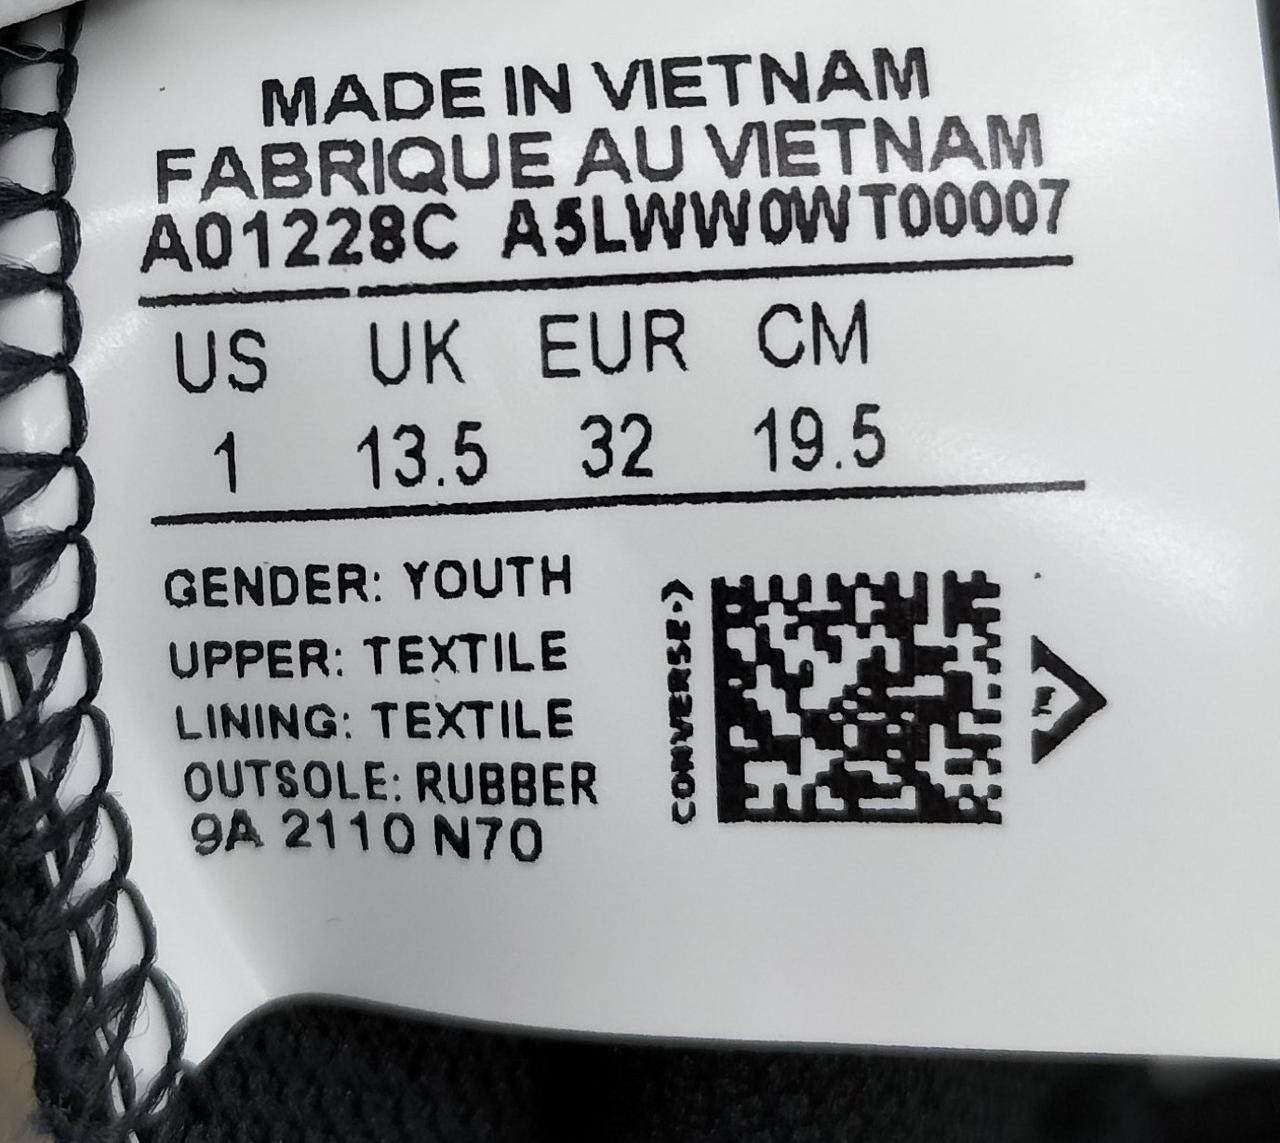 MADE IN VIETNAM
FABRIQUE AU VIETNAM
A01228C A5LWW0WT00007
US UK EUR CM
1 13.5 32 19.5
GENDER: YOUTH
UPPER: TEXTILE
LINING: TEXTILE
OUTSOLE: RUBBER
9A 2110 N70
CONVERSE